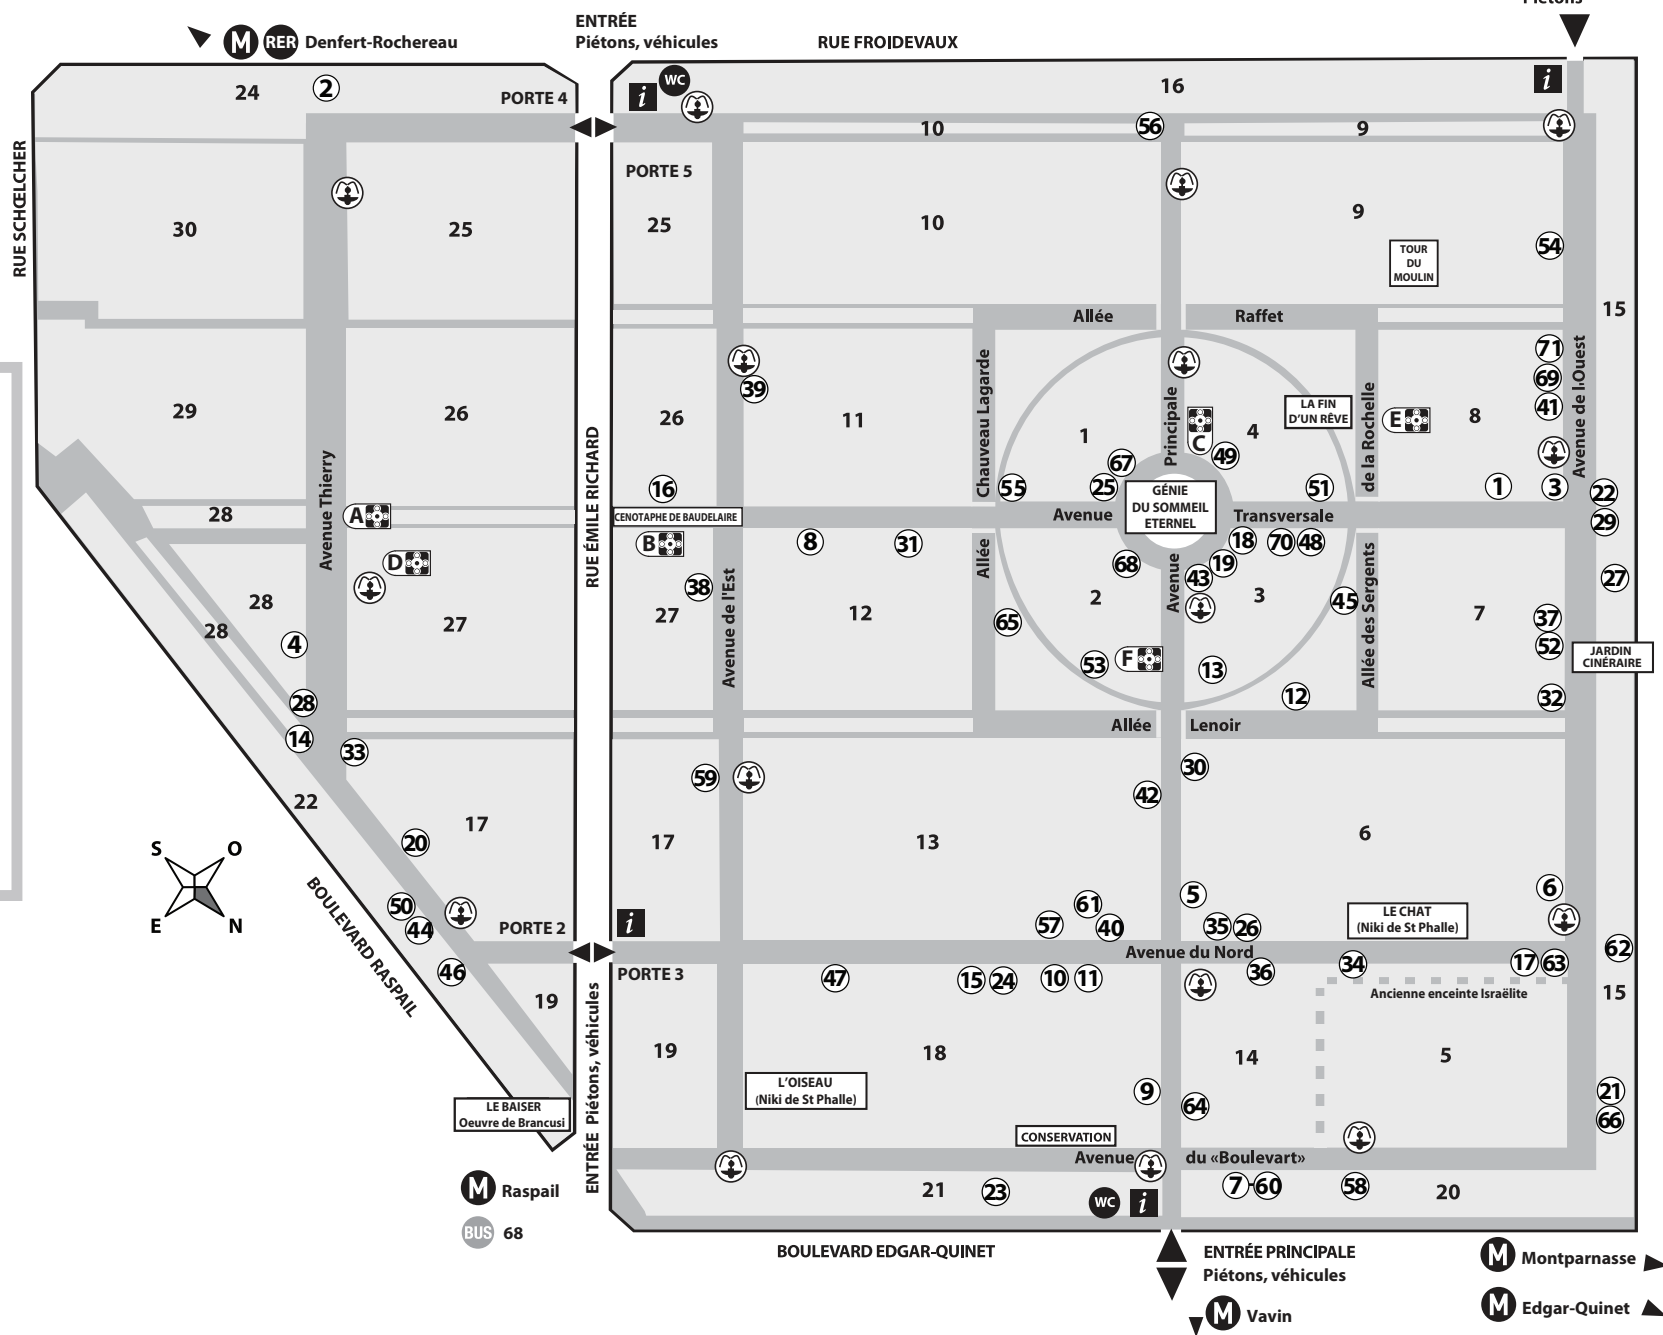 Piétons
ENTRÉE
Piétons, véhicules
RUE FROIDEVAUX
M RER Denfert-Rochereau
24
2
PORTE 4
i
WC
16
i
10
56
9
RUE SCHŒLCHER
PORTE 5
30
25
25
10
9
54
TOUR
DU
MOULIN
15
Allée
Raffet
71
69
41
39
29
26
26
11
Chauveau Lagarde
1
Principale
C
4
LA FIN
D'UN RÊVE
de la Rochelle
E
8
Avenue de l'Ouest
67
49
16
55
25
51
1
3
22
GÉNIE
DU SOMMEIL
ETERNEL
RUE ÉMILE RICHARD
Avenue Thierry
28
A
CENOTAPHE DE BAUDELAIRE
Avenue
Transversale
29
B
8
31
18
70
48
D
Allée
68
19
43
27
38
Avenue de l'Est
28
27
27
12
2
Avenue
3
45
Allée des Sergents
7
37
28
4
65
52
JARDIN
CINÉRAIRE
53
F
13
28
12
32
14
33
Allée
Lenoir
59
30
42
22
20
17
17
13
6
S
O
E
N
BOULEVARD RASPAIL
50
44
5
6
61
57
40
35
26
LE CHAT
(Niki de St Phalle)
PORTE 2
i
62
46
PORTE 3
Avenue du Nord
47
15
24
10
11
36
34
17
63
Ancienne enceinte Israëlite
15
19
19
18
14
5
ENTRÉE Piétons, véhicules
L'OISEAU
(Niki de St Phalle)
9
64
21
66
LE BAISER
Oeuvre de Brancusi
CONSERVATION
Avenue
du «Boulevart»
M Raspail
21
23
WC
i
7-60
58
20
BUS 68
BOULEVARD EDGAR-QUINET
ENTRÉE PRINCIPALE
Piétons, véhicules
M Montparnasse
M Vavin
M Edgar-Quinet